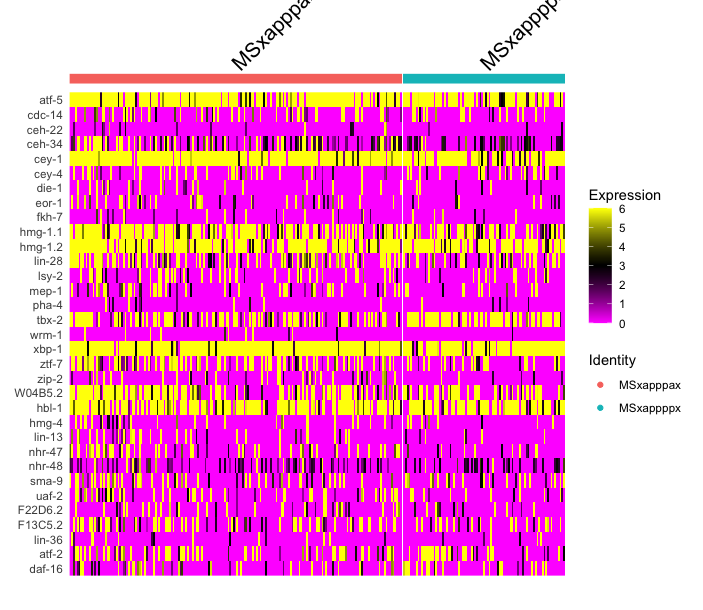 MSxapppax
MSxappppx
atf-5
cdc-14
ceh-22
ceh-34
cey-1
cey-4
die-1
eor-1
fkh-7
hmg-1.1
hmg-1.2
lin-28
lsy-2
mep-1
pha-4
tbx-2
wrm-1
xbp-1
ztf-7
zip-2
W04B5.2
hbl-1
hmg-4
lin-13
nhr-47
nhr-48
sma-9
uaf-2
F22D6.2
F13C5.2
lin-36
atf-2
daf-16
Expression
6
5
4
3
2
1
0
Identity
MSxapppax
MSxappppx